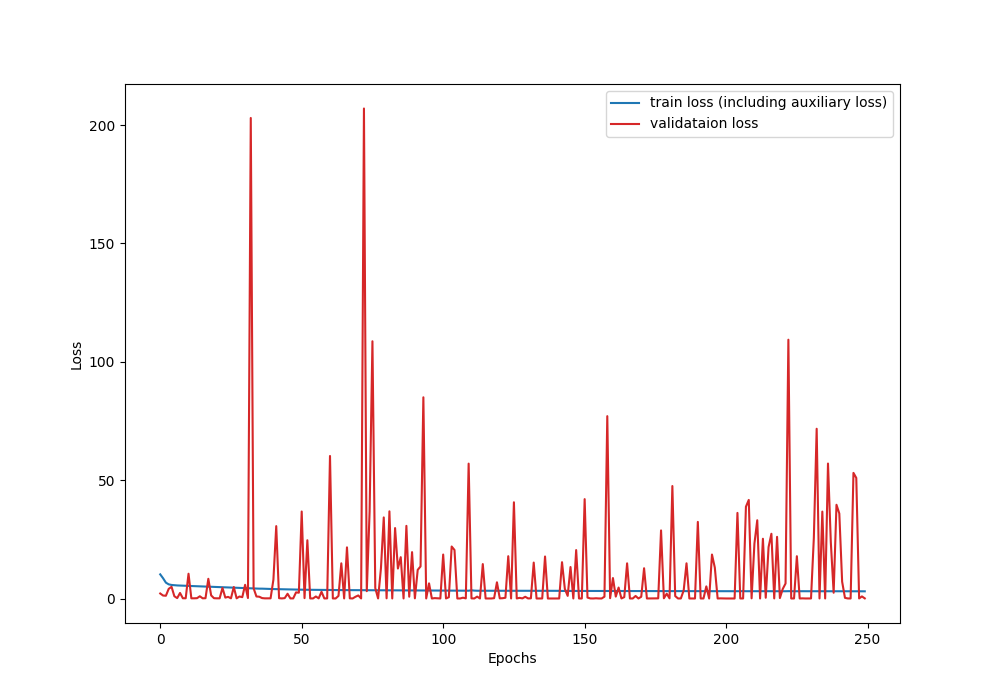 train loss (including auxiliary loss)
validataion loss
200
150
100
50
0
Loss
0 50 100 150 200 250
Epochs